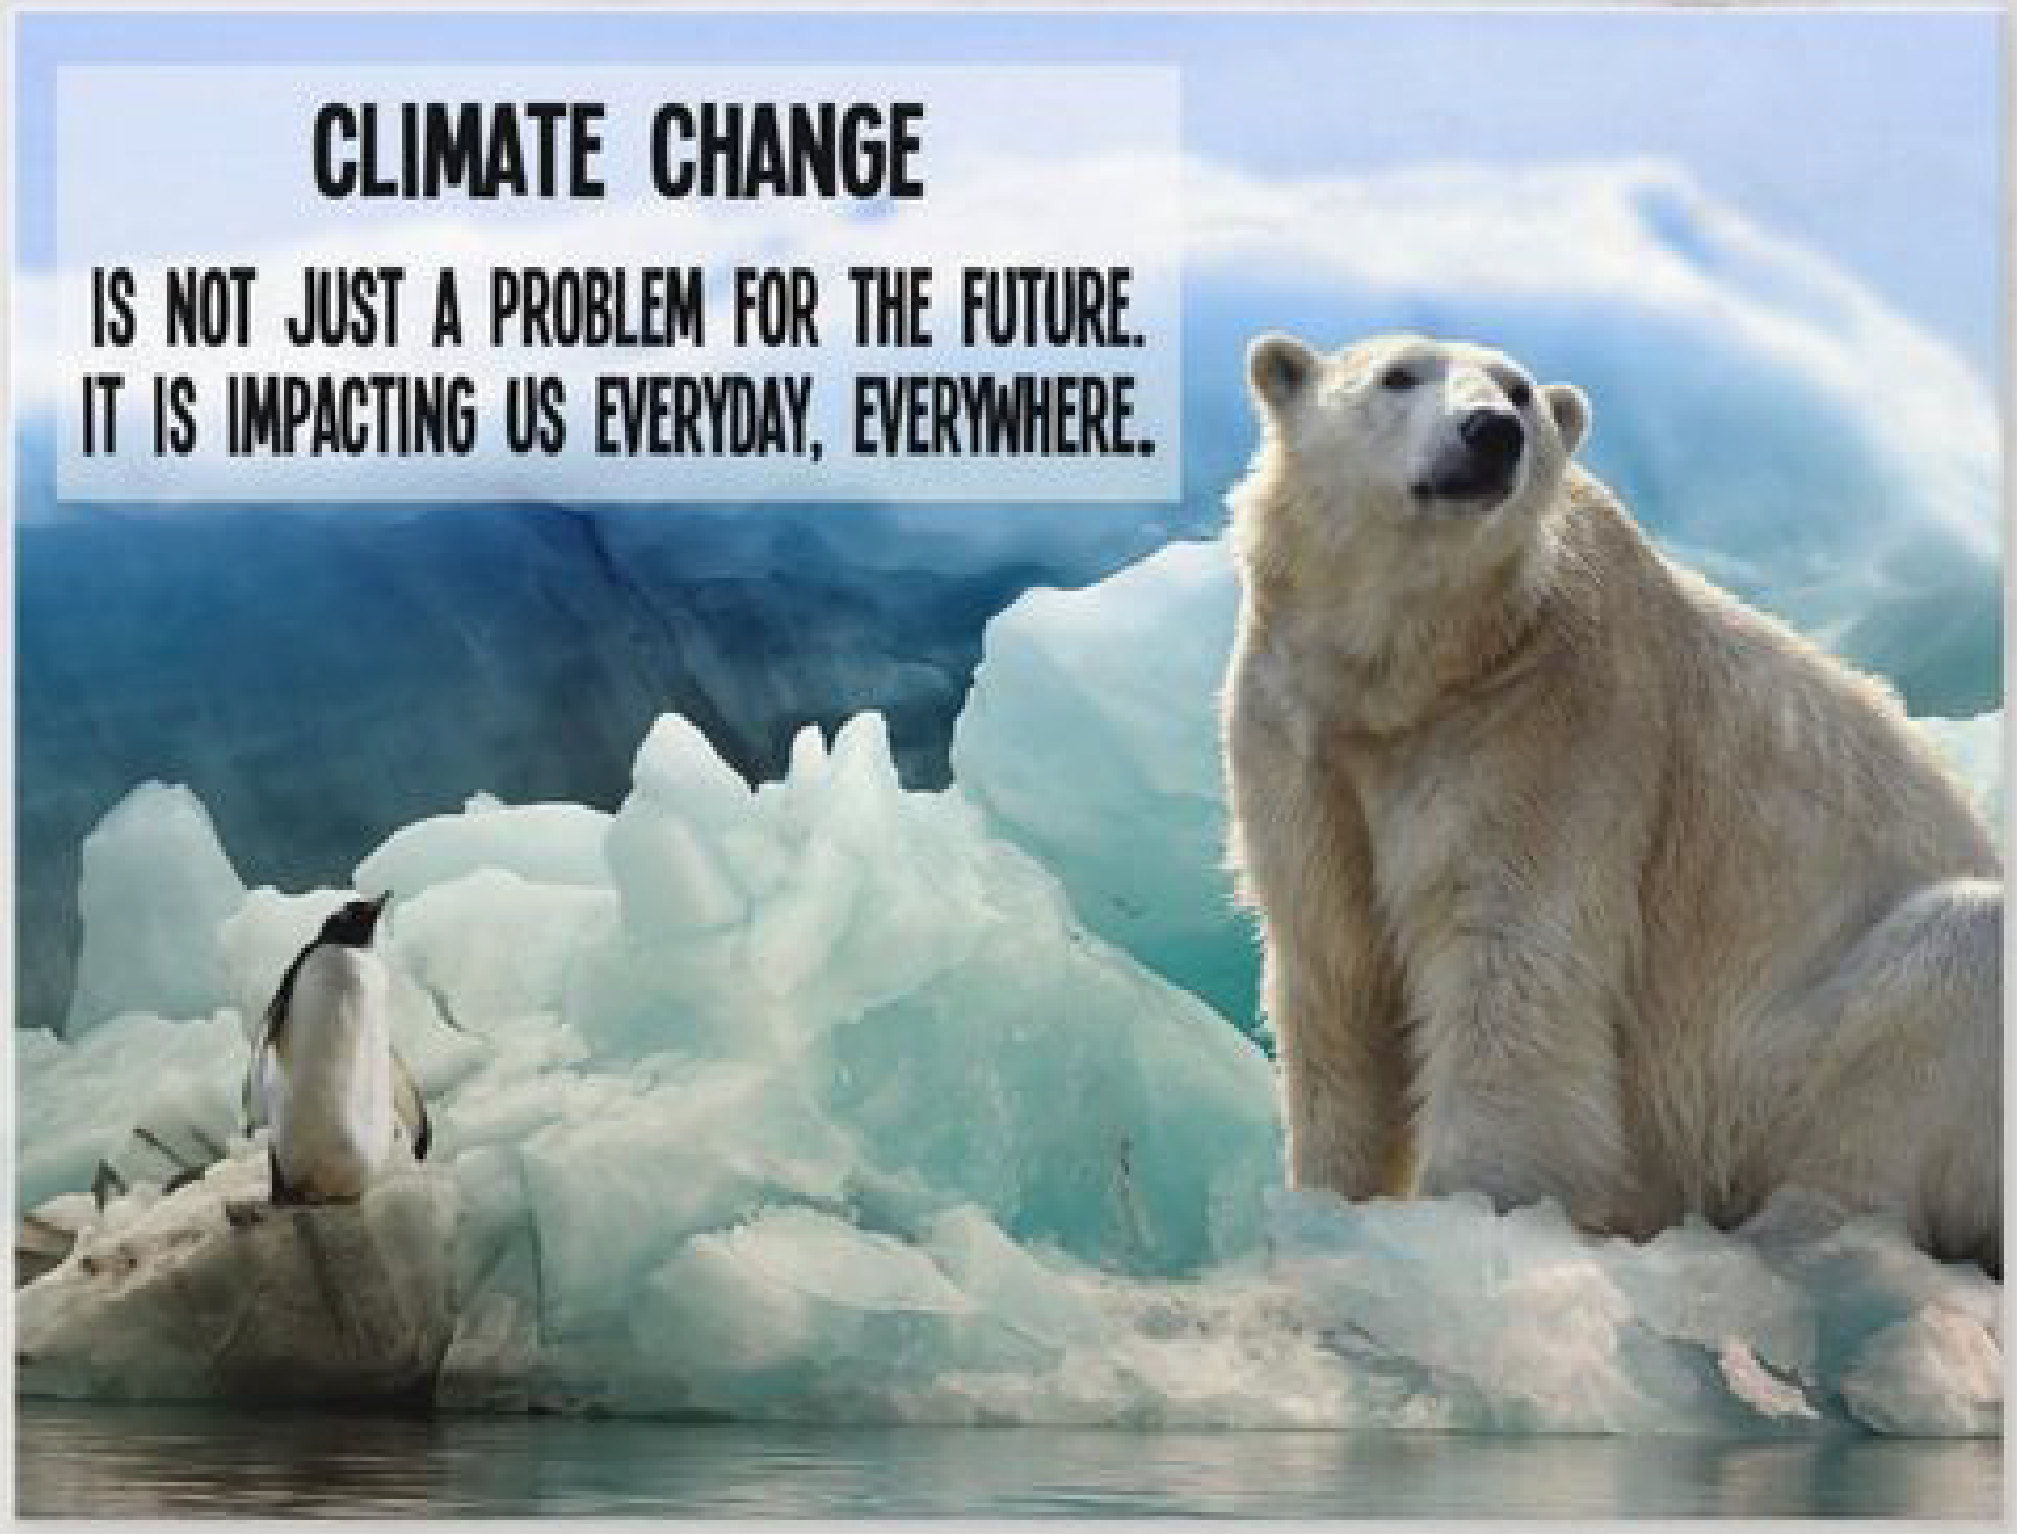 CLIMATE CHANGE
IS NOT JUST A PROBLEM FOR THE FUTURE.
IT IS IMPACTING US EVERYDAY, EVERYWHERE.